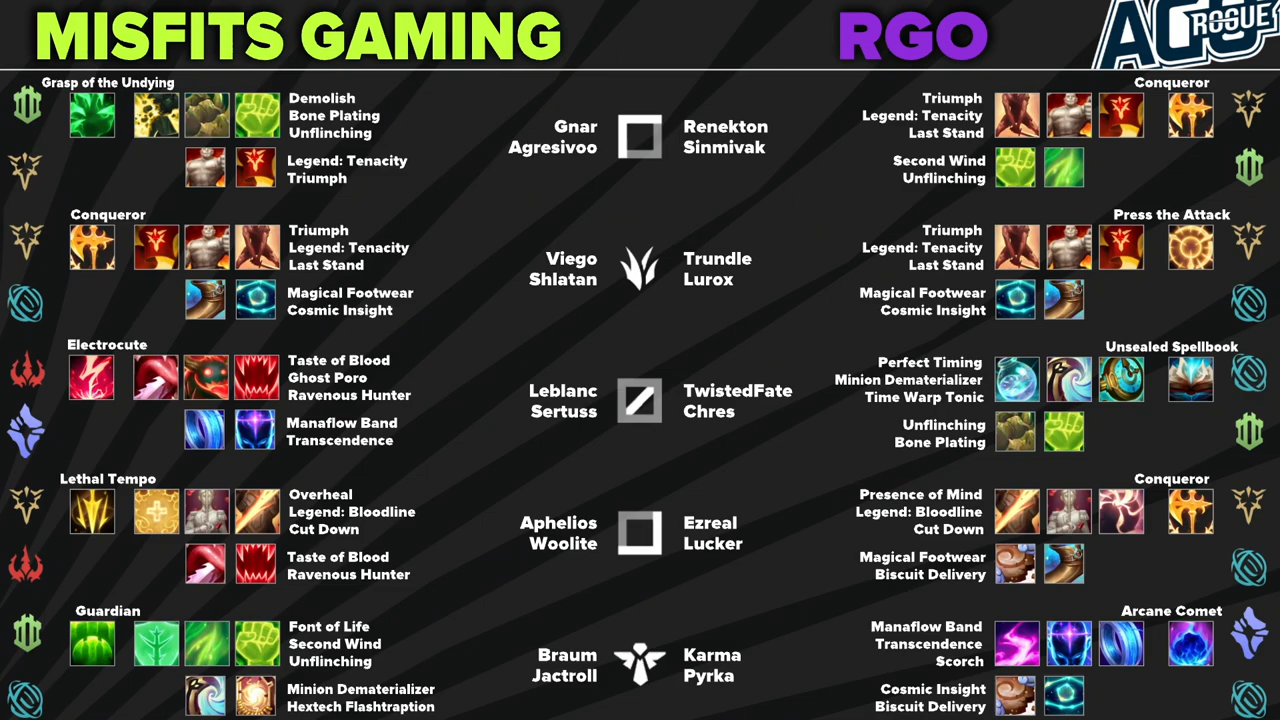 MISFITS GAMING
RGO
ROGUE
Grasp of the Undying
Demolish
Bone Plating
Unflinching
Legend: Tenacity
Triumph
Gnar
Agresivoo
Renekton
Sinmivak
Conqueror
Triumph
Legend: Tenacity
Last Stand
Second Wind
Unflinching
Conqueror
Triumph
Legend: Tenacity
Last Stand
Magical Footwear
Cosmic Insight
Viego
Shlatan
Trundle
Lurox
Press the Attack
Triumph
Legend: Tenacity
Last Stand
Magical Footwear
Cosmic Insight
Electrocute
Taste of Blood
Ghost Poro
Ravenous Hunter
Manaflow Band
Transcendence
Leblanc
Sertuss
TwistedFate
Chres
Unsealed Spellbook
Perfect Timing
Minion Dematerializer
Time Warp Tonic
Unflinching
Bone Plating
Lethal Tempo
Overheal
Legend: Bloodline
Cut Down
Taste of Blood
Ravenous Hunter
Aphelios
Woolite
Ezreal
Lucker
Conqueror
Presence of Mind
Legend: Bloodline
Cut Down
Magical Footwear
Biscuit Delivery
Guardian
Font of Life
Second Wind
Unflinching
Minion Dematerializer
Hextech Flashtraption
Braum
Jactroll
Karma
Pyrka
Arcane Comet
Manaflow Band
Transcendence
Scorch
Cosmic Insight
Biscuit Delivery